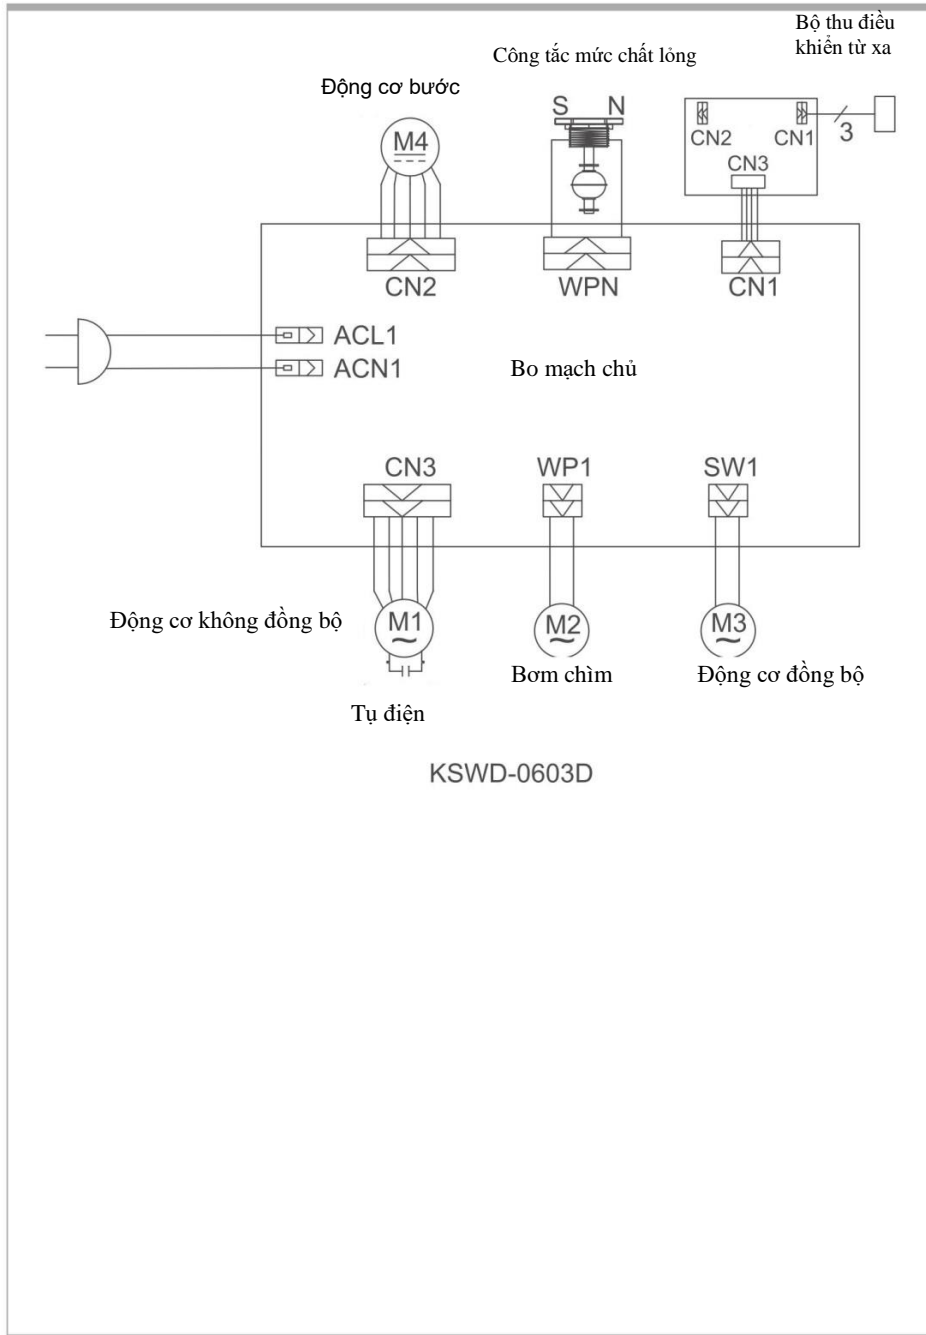 Bộ thu điều
khiển từ xa
Công tắc mức chất lỏng
Động cơ bước
S N
M4
CN2 CN1 3
CN3
CN2 WPN CN1
ACL1
ACN1
Bo mạch chủ
CN3 WP1 SW1
Động cơ không đồng bộ
M1 M2 M3
Bơm chìm Động cơ đồng bộ
Tụ điện
KSWD-0603D